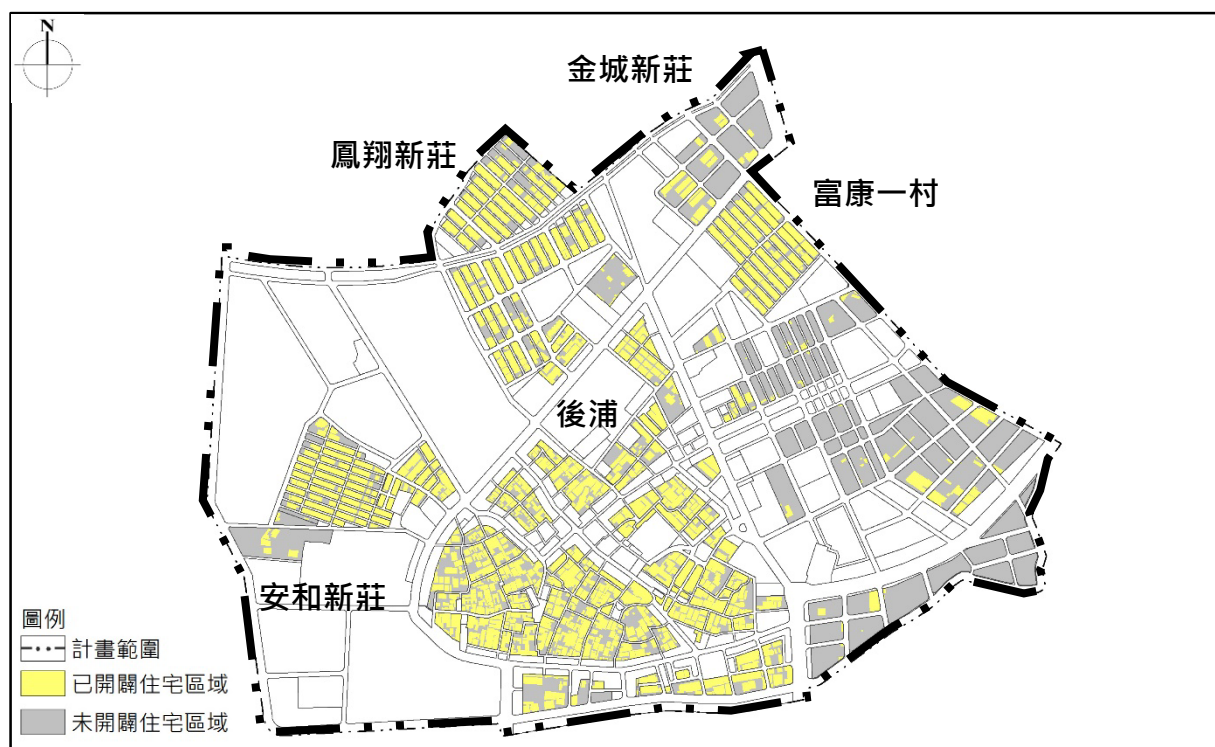 N
金城新莊
鳳翔新莊
富康一村
後浦
安和新莊
圖例
計畫範圍
已開闢住宅區域
未開闢住宅區域